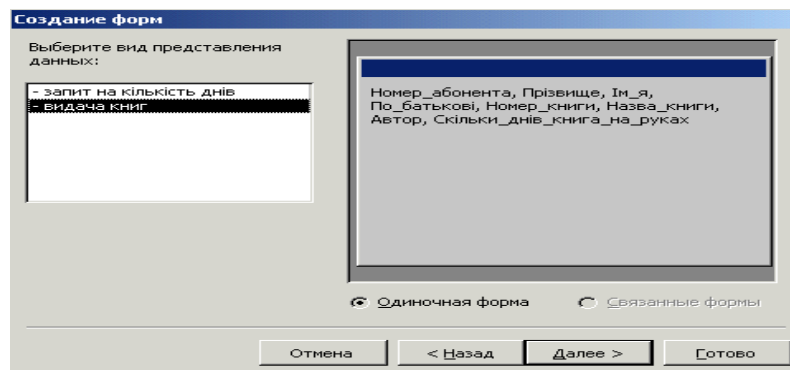 Создание форм
Выберите вид представления
данных:
- запит на кількість днів
- видача книг
Номер_абонента, Прізвище, Ім_я,
По_батькові, Номер_книги, Назва_книги,
Автор, Скільки_днів_книга_на_руках
Одиночная форма
Связанные формы
Отмена
< Назад
Далее >
Готово